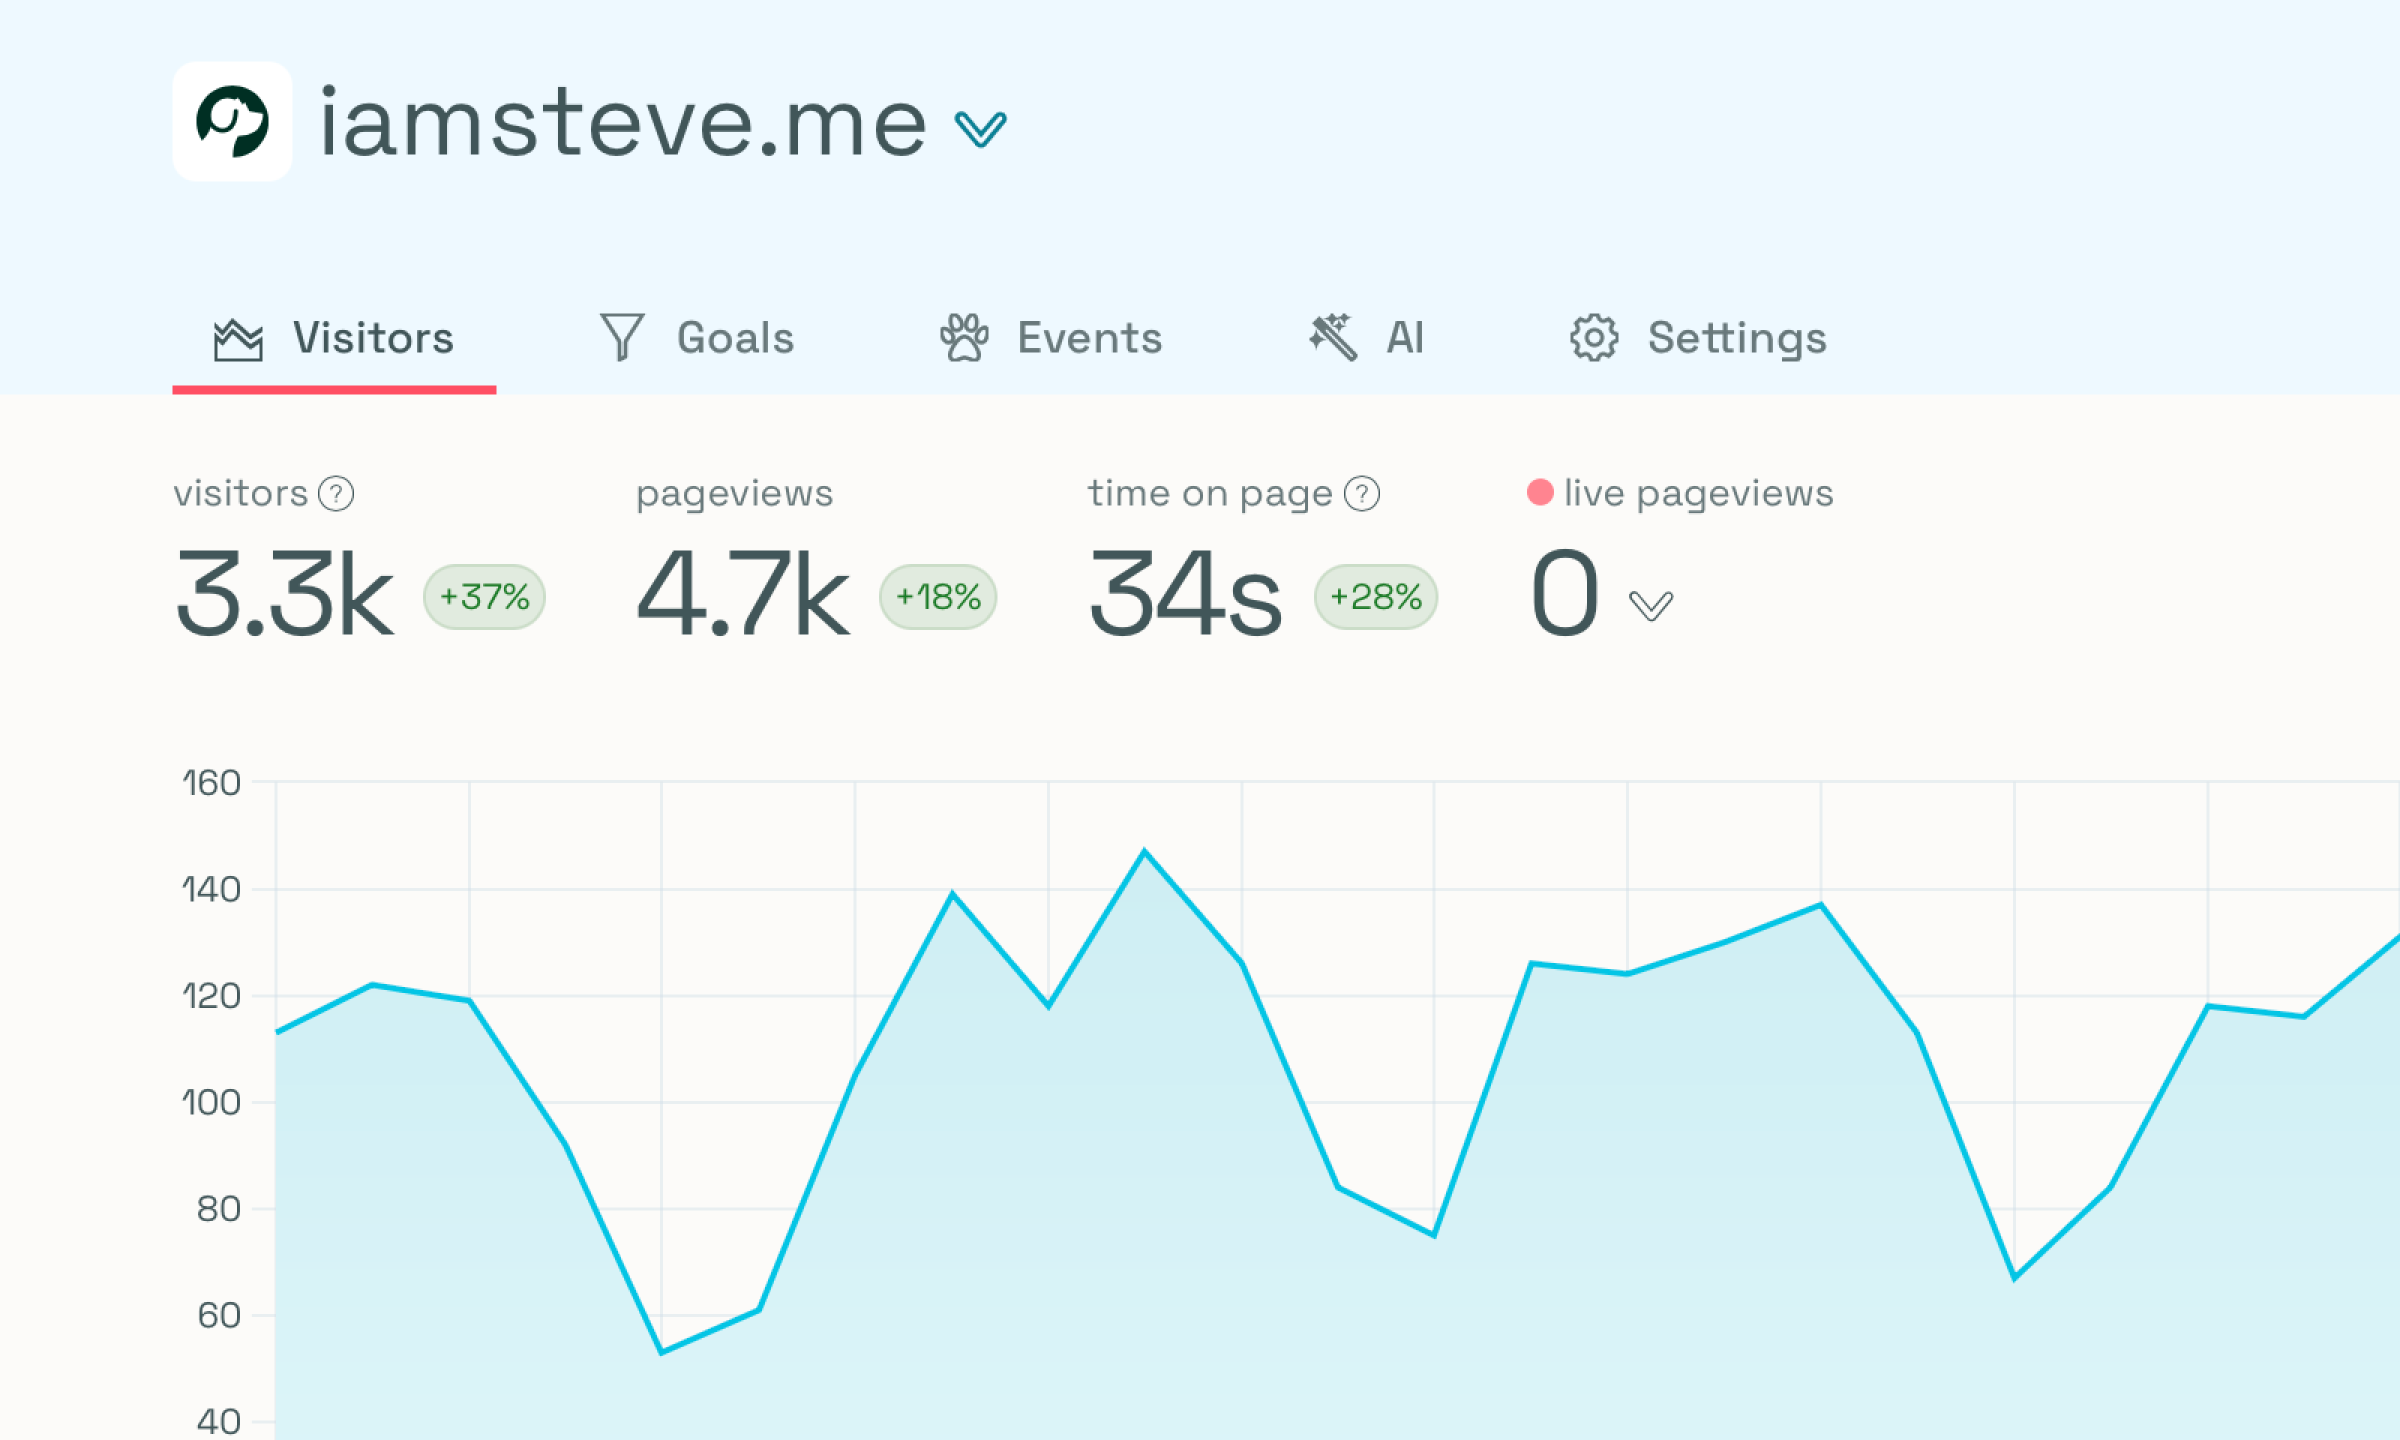 iamsteve.me
Visitors Goals Events AI Settings
visitors ? pageviews time on page ? live pageviews
3.3k +37% 4.7k +18% 34s +28% 0
160
140
120
100
80
60
40